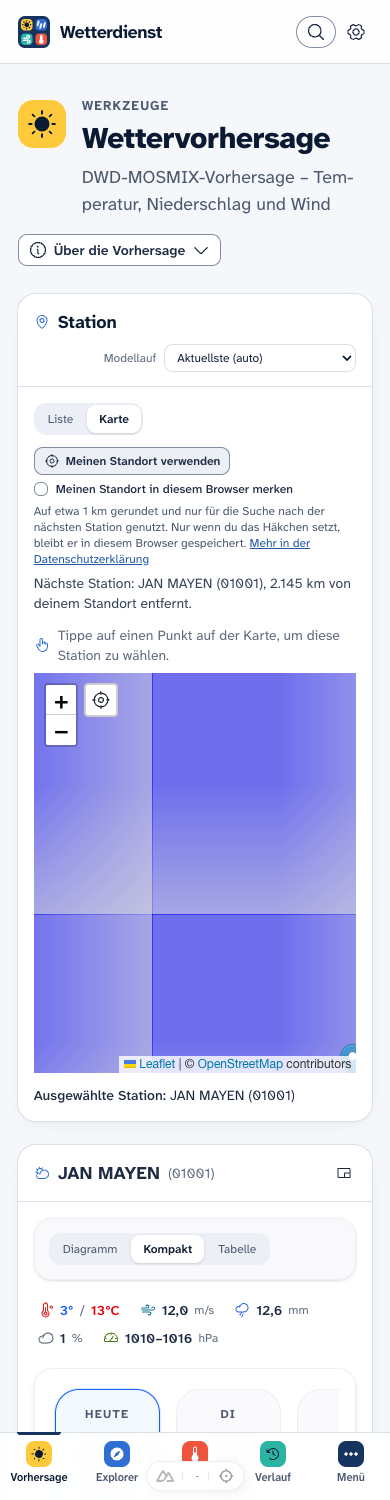 Wetterdienst
WERKZEUGE
Wettervorhersage
DWD-MOSMIX-Vorhersage – Tem-
peratur, Niederschlag und Wind
Über die Vorhersage
Station
Modellauf Aktuellste (auto)
Liste Karte
Meinen Standort verwenden
Meinen Standort in diesem Browser merken
Auf etwa 1 km gerundet und nur für die Suche nach der
nächsten Station genutzt. Nur wenn du das Häkchen setzt,
bleibt er in diesem Browser gespeichert. Mehr in der
Datenschutzerklärung
Nächste Station: JAN MAYEN (01001), 2.145 km von
deinem Standort entfernt.
Tippe auf einen Punkt auf der Karte, um diese
Station zu wählen.
+
−
Leaflet | © OpenStreetMap contributors
Ausgewählte Station: JAN MAYEN (01001)
JAN MAYEN (01001)
Diagramm Kompakt Tabelle
3° / 13°C 12,0 m/s 12,6 mm
1 % 1010–1016 hPa
HEUTE DI
-
Vorhersage Explorer Verlauf Menü